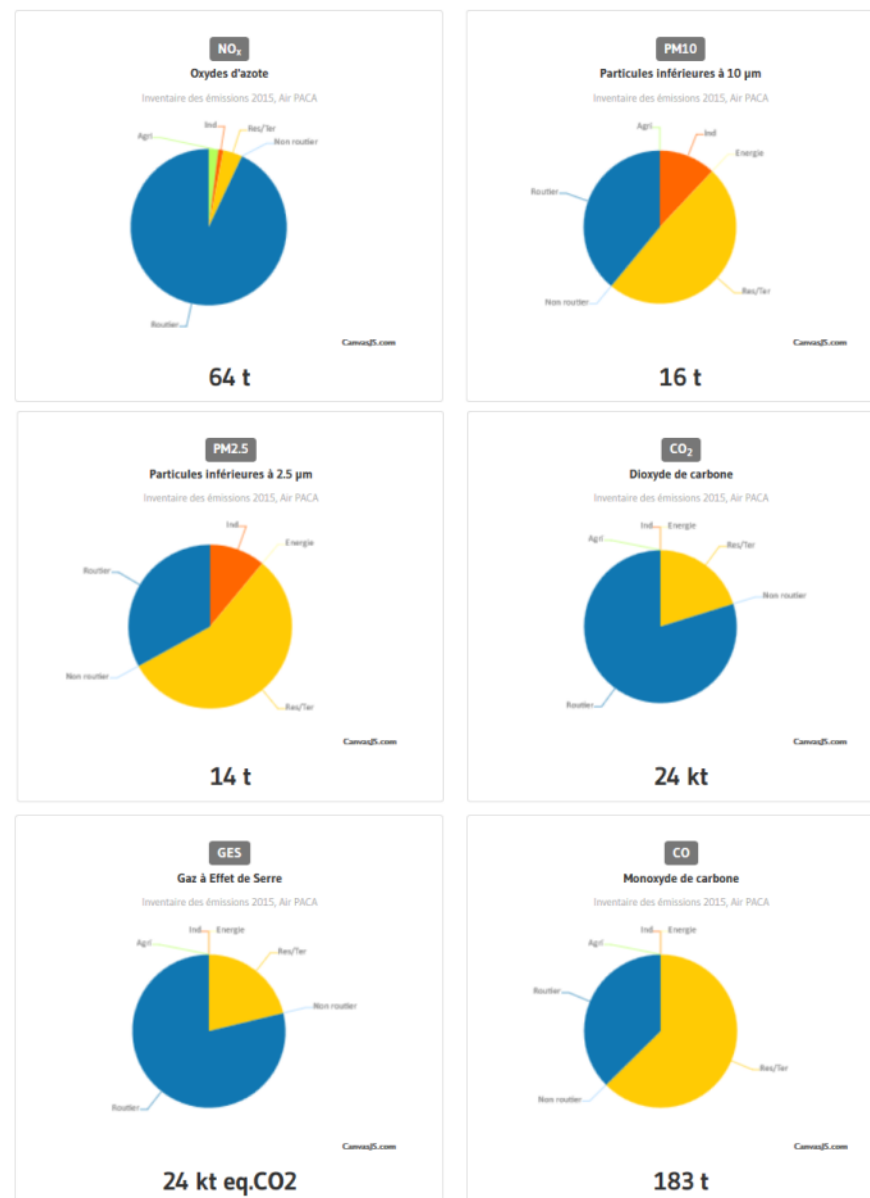 NOₓ
Oxydes d'azote
Inventaire des émissions 2015, Air PACA
Ind
Res/Ter
Agri
Non routier
Routier
CanvasJS.com
64 t
PM10
Particules inférieures à 10 µm
Inventaire des émissions 2015, Air PACA
Agri
Ind
Energie
Routier
Res/Ter
Non routier
CanvasJS.com
16 t
PM2.5
Particules inférieures à 2.5 µm
Inventaire des émissions 2015, Air PACA
Ind
Energie
Routier
Non routier
Res/Ter
CanvasJS.com
14 t
CO₂
Dioxyde de carbone
Inventaire des émissions 2015, Air PACA
Ind
Energie
Agri
Res/Ter
Non routier
Routier
CanvasJS.com
24 kt
GES
Gaz à Effet de Serre
Inventaire des émissions 2015, Air PACA
Ind
Energie
Agri
Res/Ter
Non routier
Routier
CanvasJS.com
24 kt eq.CO2
CO
Monoxyde de carbone
Inventaire des émissions 2015, Air PACA
Ind
Energie
Agri
Routier
Res/Ter
Non routier
CanvasJS.com
183 t